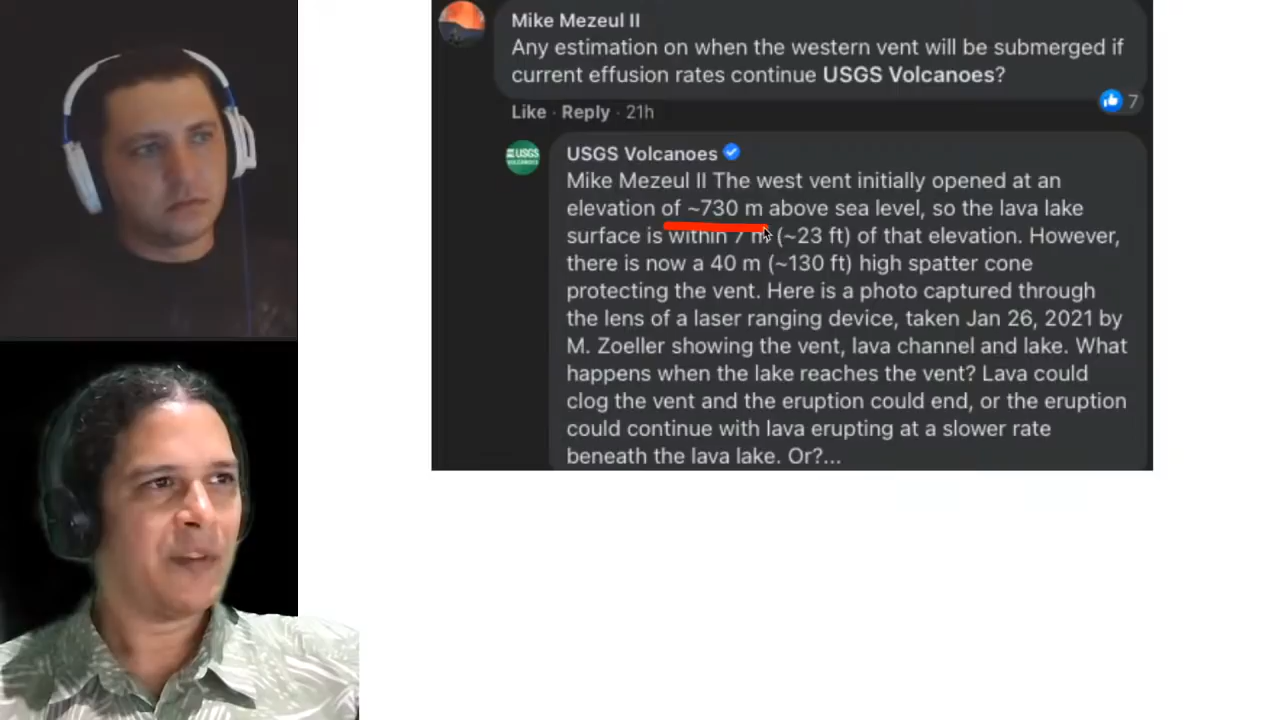 Mike Mezeul II
Any estimation on when the western vent will be submerged if
current effusion rates continue USGS Volcanoes?
7
Like · Reply · 21h
USGS
VOLCANOES
USGS Volcanoes
Mike Mezeul II The west vent initially opened at an
elevation of ~730 m above sea level, so the lava lake
surface is within 7 m (~23 ft) of that elevation. However,
there is now a 40 m (~130 ft) high spatter cone
protecting the vent. Here is a photo captured through
the lens of a laser ranging device, taken Jan 26, 2021 by
M. Zoeller showing the vent, lava channel and lake. What
happens when the lake reaches the vent? Lava could
clog the vent and the eruption could end, or the eruption
could continue with lava erupting at a slower rate
beneath the lava lake. Or?...